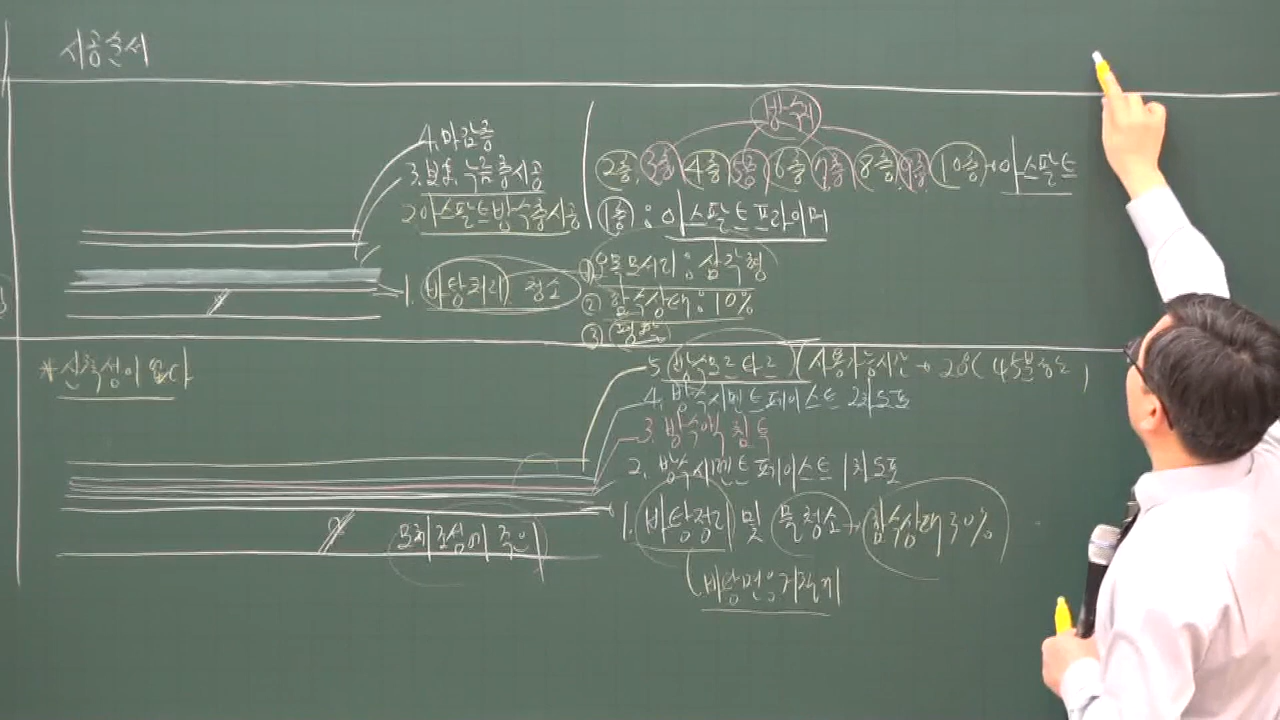 시공순서
방수지
4. 마감층
3. 보호, 누름층시공
2층 3층 4층 5층 6층 7층 8층 9층 10층 → 아스팔트
2 아스팔트방수층시공
1층 : 아스팔트프라이머
1. 바탕처리 청소
① 모서리 : 삼각형
② 함수상태 : 10%
③
* 신축성이 없다
5. 방수모르타르 (사용가능시간 → 20℃ (45분정도)
4. 방수시멘트페이스트 2차도포
3. 방수액 침투
2. 방수시멘트페이스트 1차도포
1. 바탕정리 및 물청소 → 함수상태 30%
모체
바탕면은거칠게